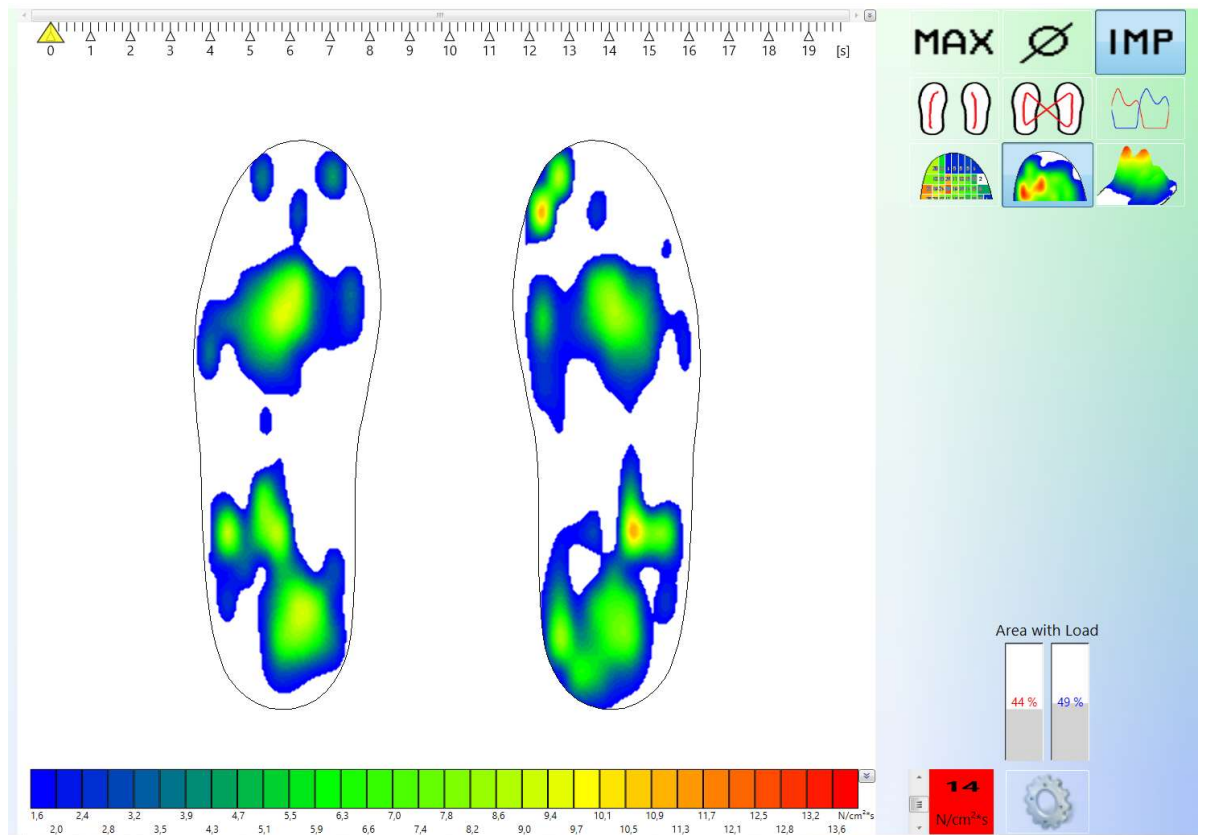 0 1 2 3 4 5 6 7 8 9 10 11 12 13 14 15 16 17 18 19 [s]
MAX Ø IMP
Area with Load
44 % 49 %
1,6 2,4 3,2 3,9 4,7 5,5 6,3 7,0 7,8 8,6 9,4 10,1 10,9 11,7 12,5 13,2 N/cm²*s
2,0 2,8 3,5 4,3 5,1 5,9 6,6 7,4 8,2 9,0 9,7 10,5 11,3 12,1 12,8 13,6
14
N/cm²*s